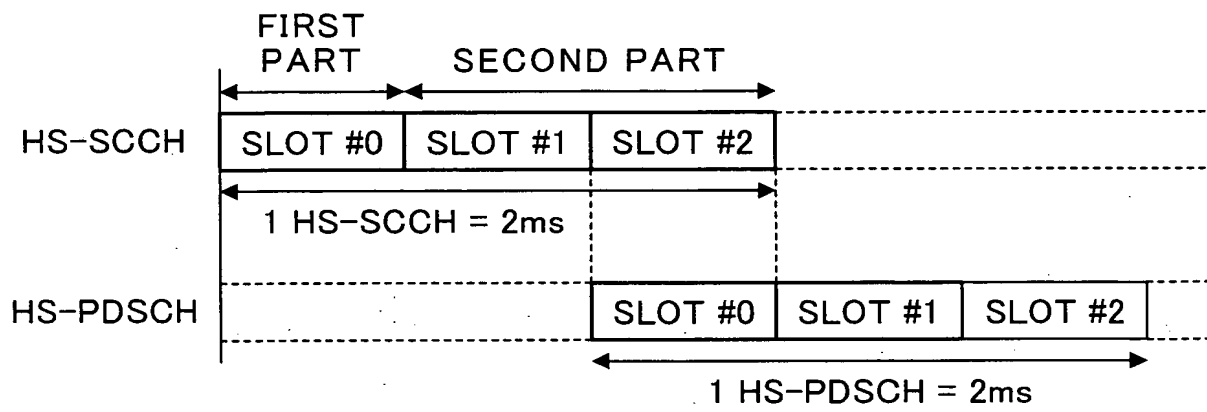 FIRST
PART
SECOND PART
HS-SCCH
SLOT #0
SLOT #1
SLOT #2
1 HS-SCCH = 2ms
HS-PDSCH
SLOT #0
SLOT #1
SLOT #2
1 HS-PDSCH = 2ms